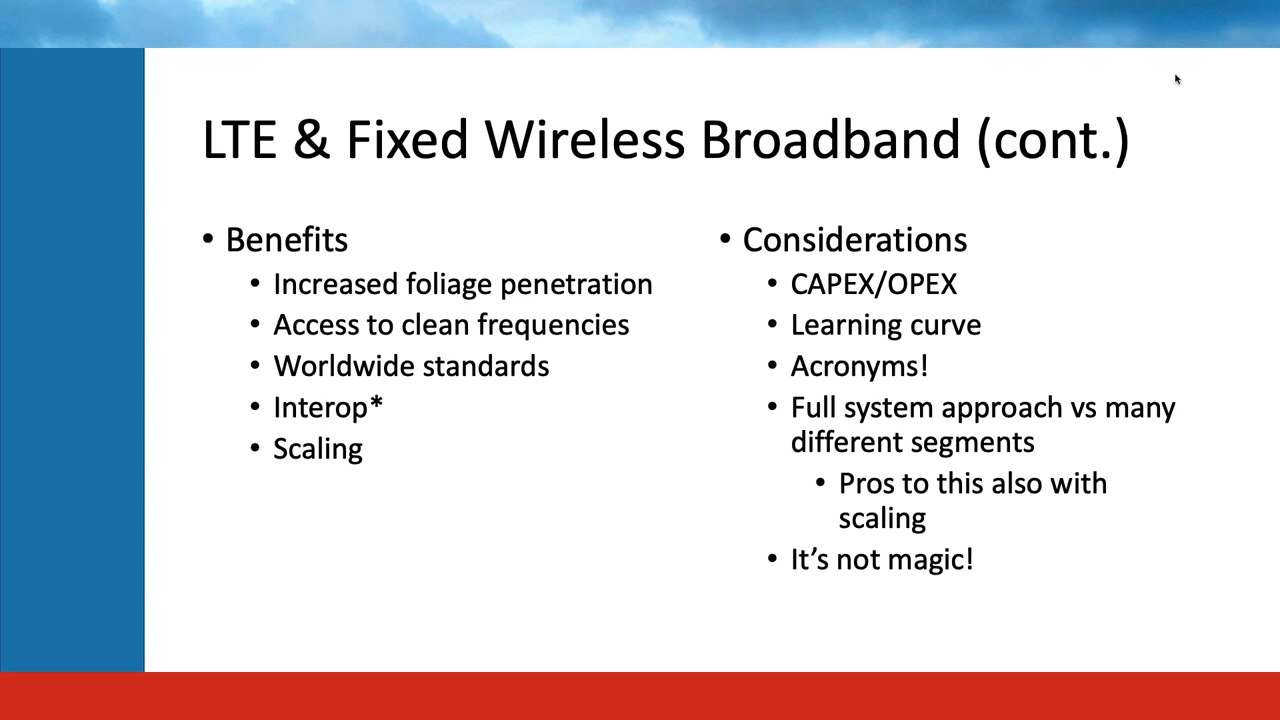 LTE & Fixed Wireless Broadband (cont.)
• Benefits
• Increased foliage penetration
• Access to clean frequencies
• Worldwide standards
• Interop*
• Scaling
• Considerations
• CAPEX/OPEX
• Learning curve
• Acronyms!
• Full system approach vs many
different segments
• Pros to this also with
scaling
• It’s not magic!